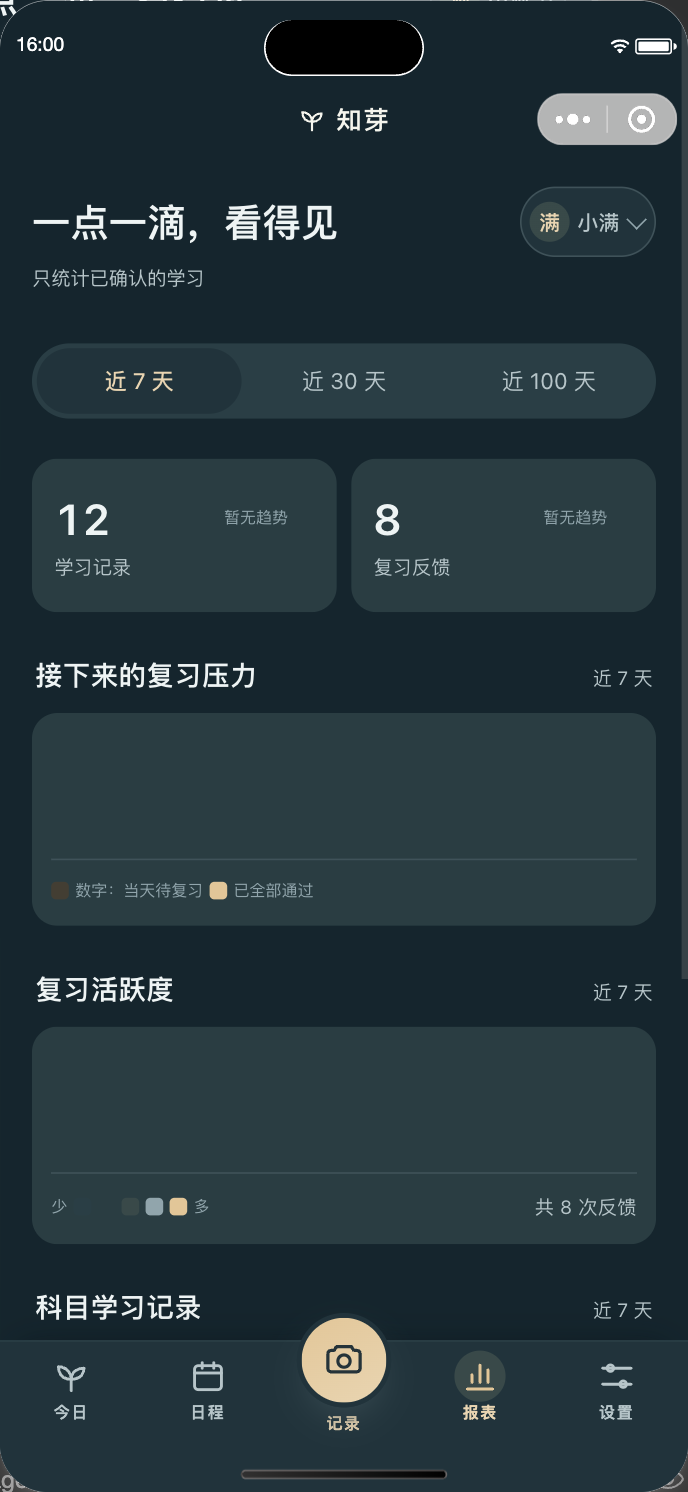 16:00
知芽
一点一滴，看得见
满 小满
只统计已确认的学习
近 7 天 近 30 天 近 100 天
12 暂无趋势 8 暂无趋势
学习记录 复习反馈
接下来的复习压力 近 7 天
数字：当天待复习 已全部通过
复习活跃度 近 7 天
少 多 共 8 次反馈
科目学习记录 近 7 天
今日 日程 记录 报表 设置